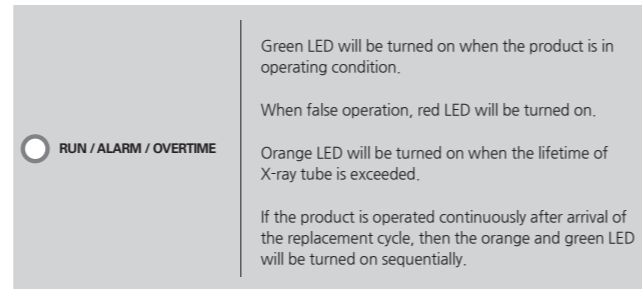 RUN / ALARM / OVERTIME
Green LED will be turned on when the product is in
operating condition.
When false operation, red LED will be turned on.
Orange LED will be turned on when the lifetime of
X-ray tube is exceeded.
If the product is operated continuously after arrival of
the replacement cycle, then the orange and green LED
will be turned on sequentially.